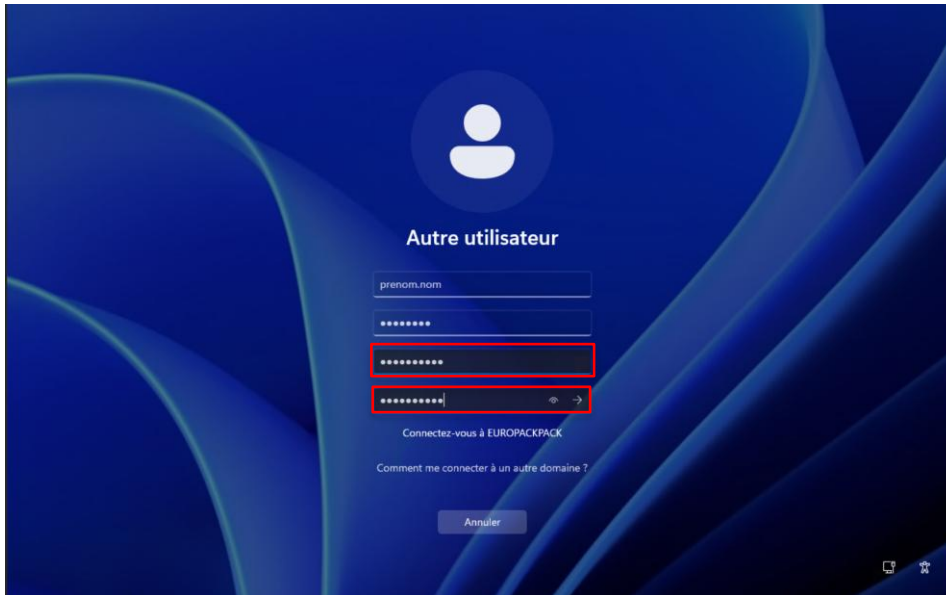 Autre utilisateur
prenom.nom
••••••••
••••••••••
••••••••••
Connectez-vous à EUROPACKPACK
Comment me connecter à un autre domaine ?
Annuler